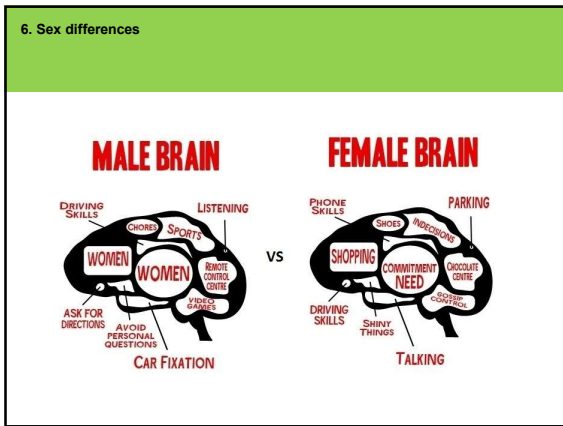 6. Sex differences
MALE BRAIN
DRIVING
SKILLS
LISTENING
CHORES
SPORTS
WOMEN
WOMEN
REMOTE
CONTROL
CENTRE
VIDEO
GAMES
ASK FOR
DIRECTIONS
AVOID
PERSONAL
QUESTIONS
CAR FIXATION
VS
FEMALE BRAIN
PHONE
SKILLS
PARKING
SHOES
INDECISIONS
SHOPPING
COMMITMENT
NEED
CHOCOLATE
CENTRE
GOSSIP
CONTROL
DRIVING
SKILLS
SHINY
THINGS
TALKING